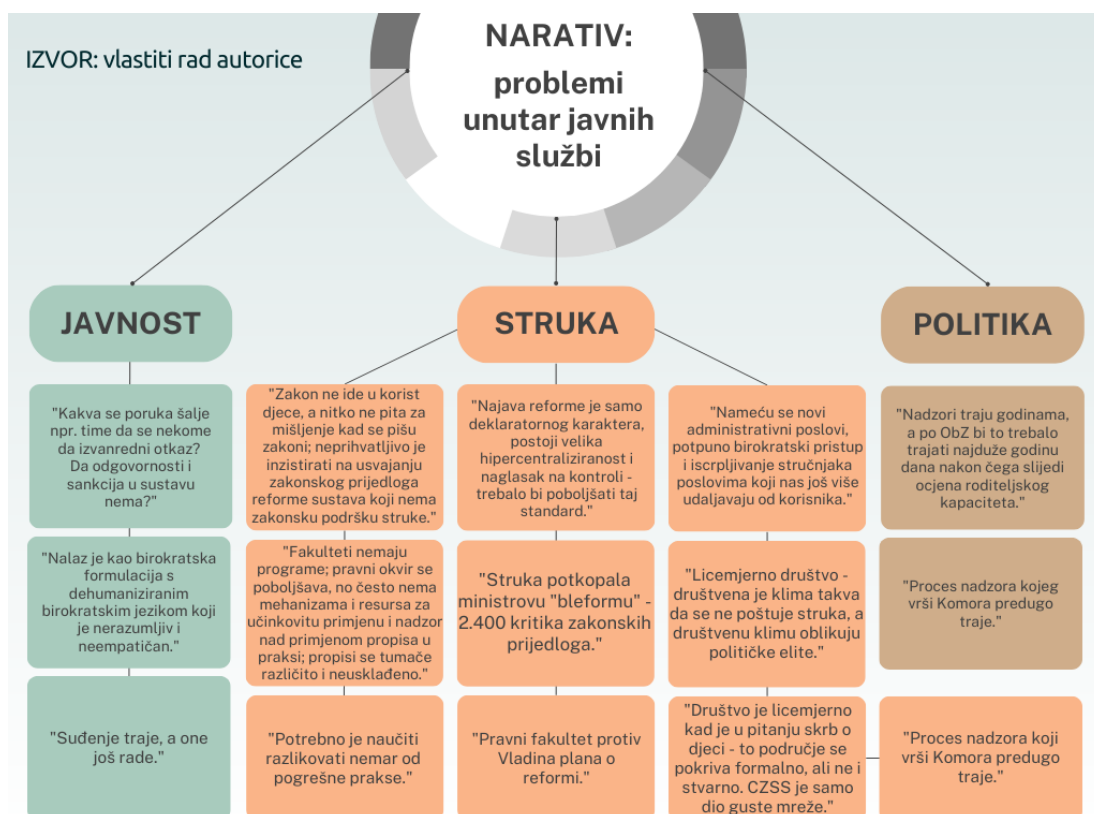 IZVOR: vlastiti rad autorice
NARATIV:
problemi
unutar javnih
službi
JAVNOST
STRUKA
POLITIKA
"Kakva se poruka šalje
npr. time da se nekome
da izvanredni otkaz?
Da odgovornosti i
sankcija u sustavu
nema?"
"Zakon ne ide u korist
djece, a nitko ne pita za
mišljenje kad se pišu
zakoni; neprihvatljivo je
inzistirati na usvajanju
zakonskog prijedloga
reforme sustava koji nema
zakonsku podršku struke."
"Najava reforme je samo
deklaratornog karaktera,
postoji velika
hipercentraliziranost i
naglasak na kontroli -
trebalo bi poboljšati taj
standard."
"Nameću se novi
administrativni poslovi,
potpuno birokratski pristup
i iscrpljivanje stručnjaka
poslovima koji nas još više
udaljavaju od korisnika."
"Nadzori traju godinama,
a po ObZ bi to trebalo
trajati najduže godinu
dana nakon čega slijedi
ocjena roditeljskog
kapaciteta."
"Nalaz je kao birokratska
formulacija s
dehumaniziranim
birokratskim jezikom koji
je nerazumljiv i
neempatičan."
"Fakulteti nemaju
programe; pravni okvir se
poboljšava, no često nema
mehanizama i resursa za
učinkovitu primjenu i nadzor
nad primjenom propisa u
praksi; propisi se tumače
različito i neusklađeno."
"Struka potkopala
ministrovu "bleformu" -
2.400 kritika zakonskih
prijedloga."
"Licemjerno društvo -
društvena je klima takva
da se ne poštuje struka, a
društvenu klimu oblikuju
političke elite."
"Proces nadzora kojeg
vrši Komora predugo
traje."
"Suđenje traje, a one
još rade."
"Potrebno je naučiti
razlikovati nemar od
pogrešne prakse."
"Pravni fakultet protiv
Vladina plana o
reformi."
"Društvo je licemjerno
kad je u pitanju skrb o
djeci - to područje se
pokriva formalno, ali ne i
stvarno. CZSS je samo
dio guste mreže."
"Proces nadzora koji
vrši Komora predugo
traje."